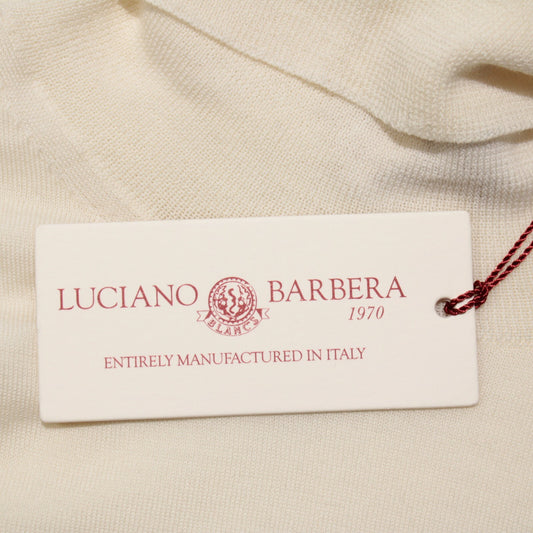 LUCIANO BARBERA
1970
BLANCS
ENTIRELY MANUFACTURED IN ITALY